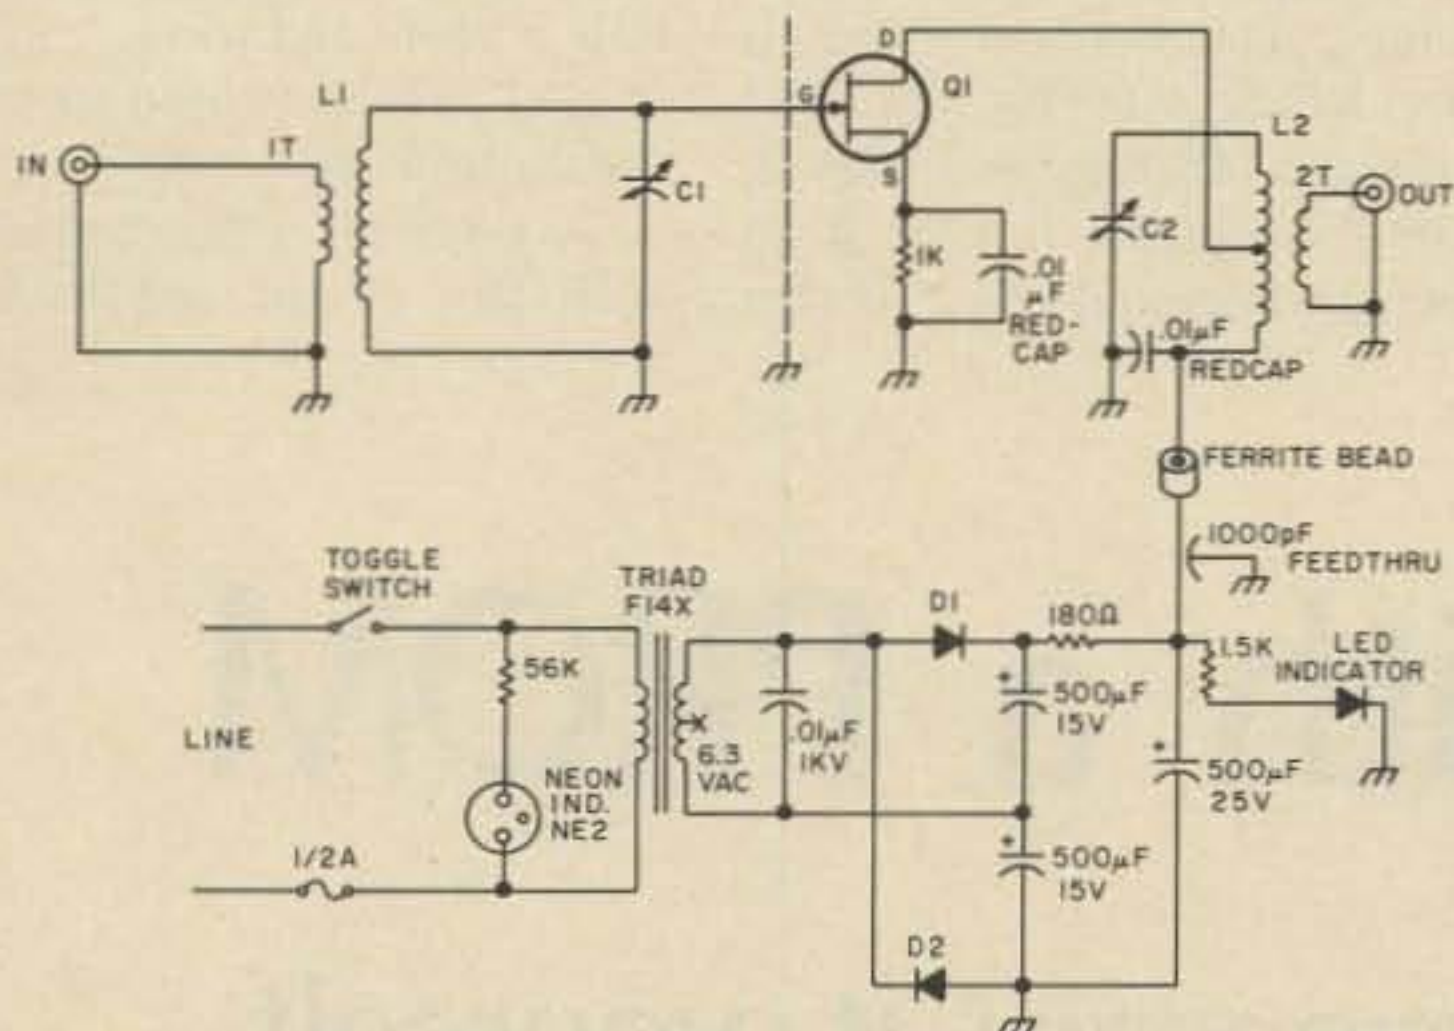 IN
1T
L1
C1
G
D
S
Q1
1K
.01
µF
RED-
CAP
C2
L2
2T
OUT
.01µF
REDCAP
FERRITE BEAD
1000pF
FEEDTHRU
TOGGLE
SWITCH
LINE
1/2A
56K
NEON
IND.
NE2
TRIAD
F14X
6.3
VAC
.01µF
1KV
D1
D2
180Ω
+
500µF
15V
+
500µF
15V
1.5K
LED
INDICATOR
+
500µF
25V